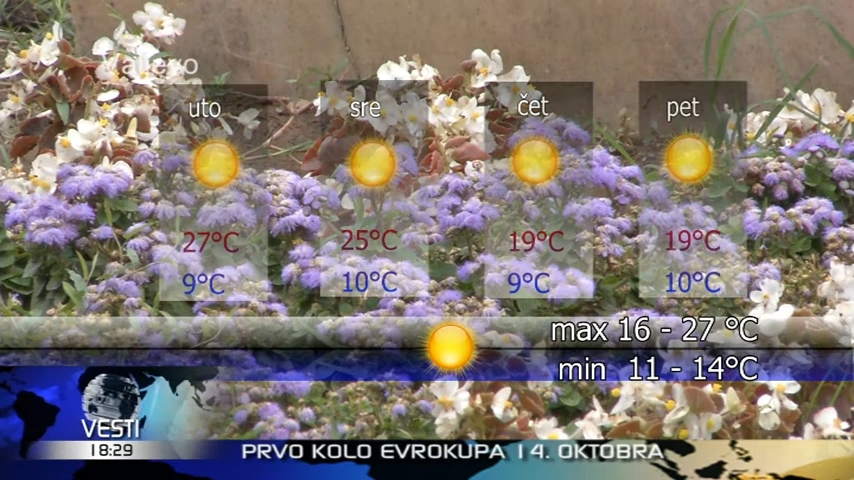 Valjevo
uto sre čet pet
27°C 25°C 19°C 19°C
9°C 10°C 9°C 10°C
max 16 - 27 °C
min 11 - 14°C
VESTI
18:29
PRVO KOLO EVROKUPA 14. OKTOBRA